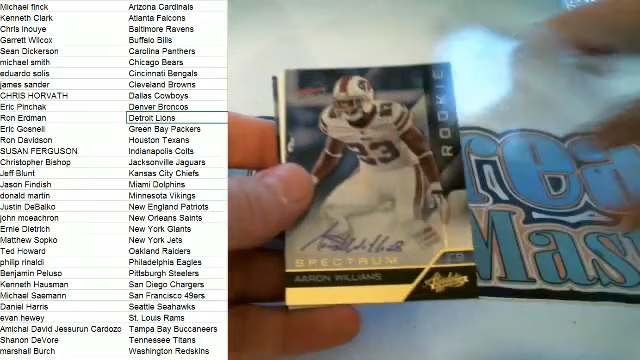 Michael finck Arizona Cardinals
Kenneth Clark Atlanta Falcons
Chris Inouye Baltimore Ravens
Garrett Wilcox Buffalo Bills
Sean Dickerson Carolina Panthers
michael smith Chicago Bears
eduardo solis Cincinnati Bengals
james sander Cleveland Browns
CHRIS HORVATH Dallas Cowboys
Eric Pinchak Denver Broncos
Ron Erdman Detroit Lions
Eric Gosnell Green Bay Packers
Ron Davidson Houston Texans
SUSAN FERGUSON Indianapolis Colts
Christopher Bishop Jacksonville Jaguars
Jeff Blunt Kansas City Chiefs
Jason Findish Miami Dolphins
donald martin Minnesota Vikings
Justin DeBalko New England Patriots
john mceachron New Orleans Saints
Ernie Dietrich New York Giants
Matthew Sopko New York Jets
Ted Howard Oakland Raiders
philip rinaldi Philadelphia Eagles
Benjamin Peluso Pittsburgh Steelers
Kenneth Hausman San Diego Chargers
Michael Saemann San Francisco 49ers
Daniel Harris Seattle Seahawks
evan hewey St. Louis Rams
Amichai David Jessurun Cardozo Tampa Bay Buccaneers
Shanon DeVore Tennessee Titans
marshall Burch Washington Redskins
ROOKIE
23
SPECTRUM
AARON WILLIAMS
Absolute
Mas